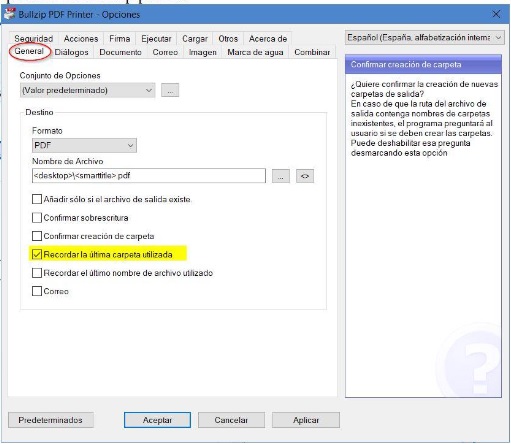 Bullzip PDF Printer - Opciones
Seguridad Acciones Firma Ejecutar Cargar Otros Acerca de
General Diálogos Documento Correo Imagen Marca de agua Combinar
Conjunto de Opciones
(Valor predeterminado)
...
Destino
Formato
PDF
Nombre de Archivo
<desktop>\<smarttitle>.pdf
... <>
Añadir sólo si el archivo de salida existe.
Confirmar sobrescritura
Confirmar creación de carpeta
Recordar la última carpeta utilizada
Recordar el último nombre de archivo utilizado
Correo
Español (España, alfabetización interna
Confirmar creación de carpeta
¿Quiere confirmar la creación de nuevas
carpetas de salida?
En caso de que la ruta del archivo de
salida contenga nombres de carpetas
inexistentes, el programa preguntará al
usuario si se deben crear las carpetas.
Puede deshabilitar esa pregunta
desmarcando esta opción
Predeterminados Aceptar Cancelar Aplicar